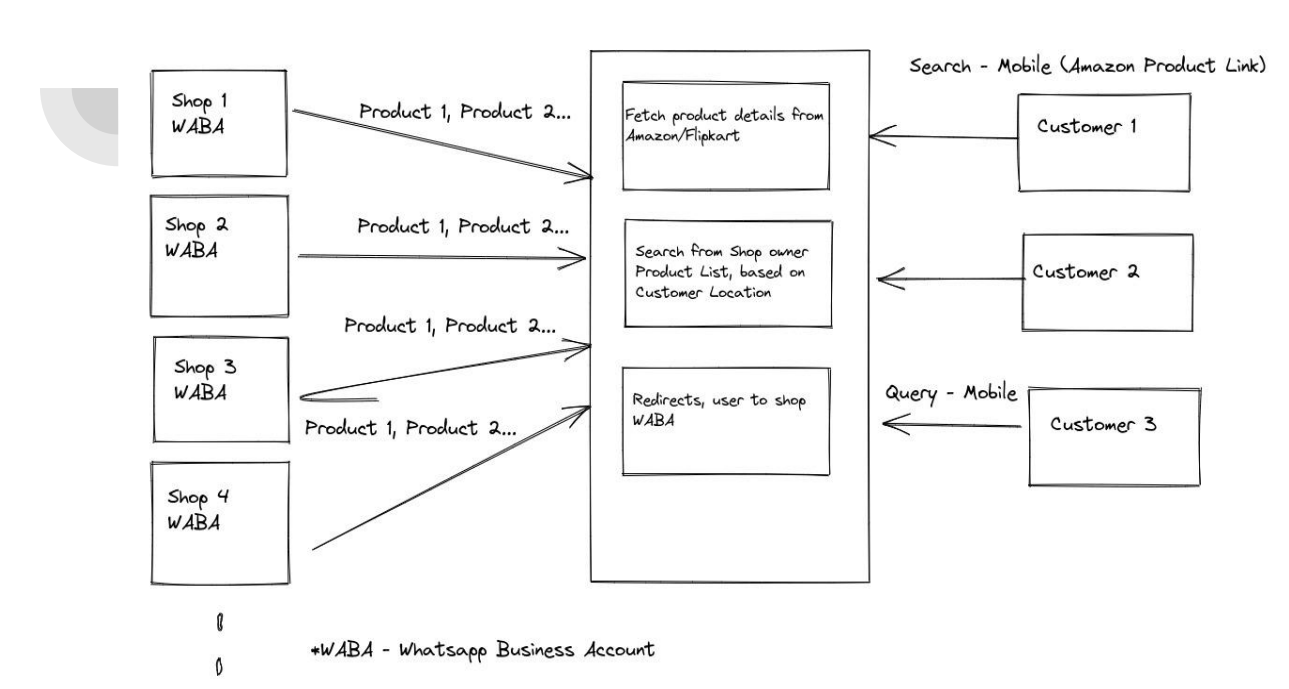 Shop 1
WABA
Product 1, Product 2...
Shop 2
WABA
Product 1, Product 2...
Shop 3
WABA
Product 1, Product 2...
Shop 4
WABA
Product 1, Product 2...
*WABA - Whatsapp Business Account
Fetch product details from
Amazon/Flipkart
Search from Shop owner
Product List, based on
Customer Location
Redirects, user to shop
WABA
Search - Mobile (Amazon Product Link)
Customer 1
Customer 2
Query - Mobile
Customer 3